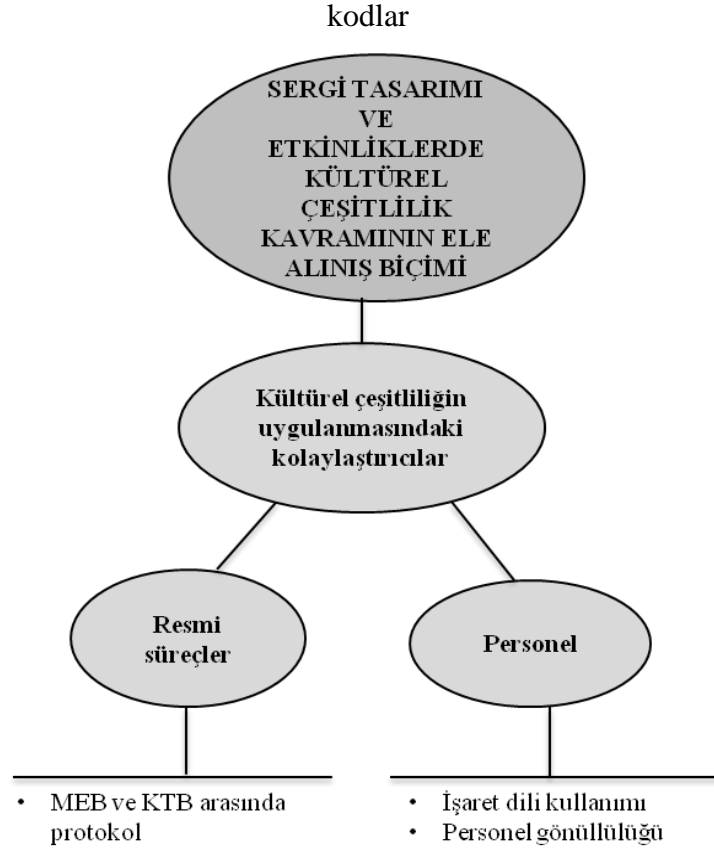 kodlar
SERGİ TASARIMI
VE
ETKİNLİKLERDE
KÜLTÜREL
ÇEŞİTLİLİK
KAVRAMININ ELE
ALINIŞ BİÇİMİ
Kültürel çeşitliliğin
uygulanmasındaki
kolaylaştırıcılar
Resmi
süreçler
Personel
• MEB ve KTB arasında
protokol
• İşaret dili kullanımı
• Personel gönüllülüğü